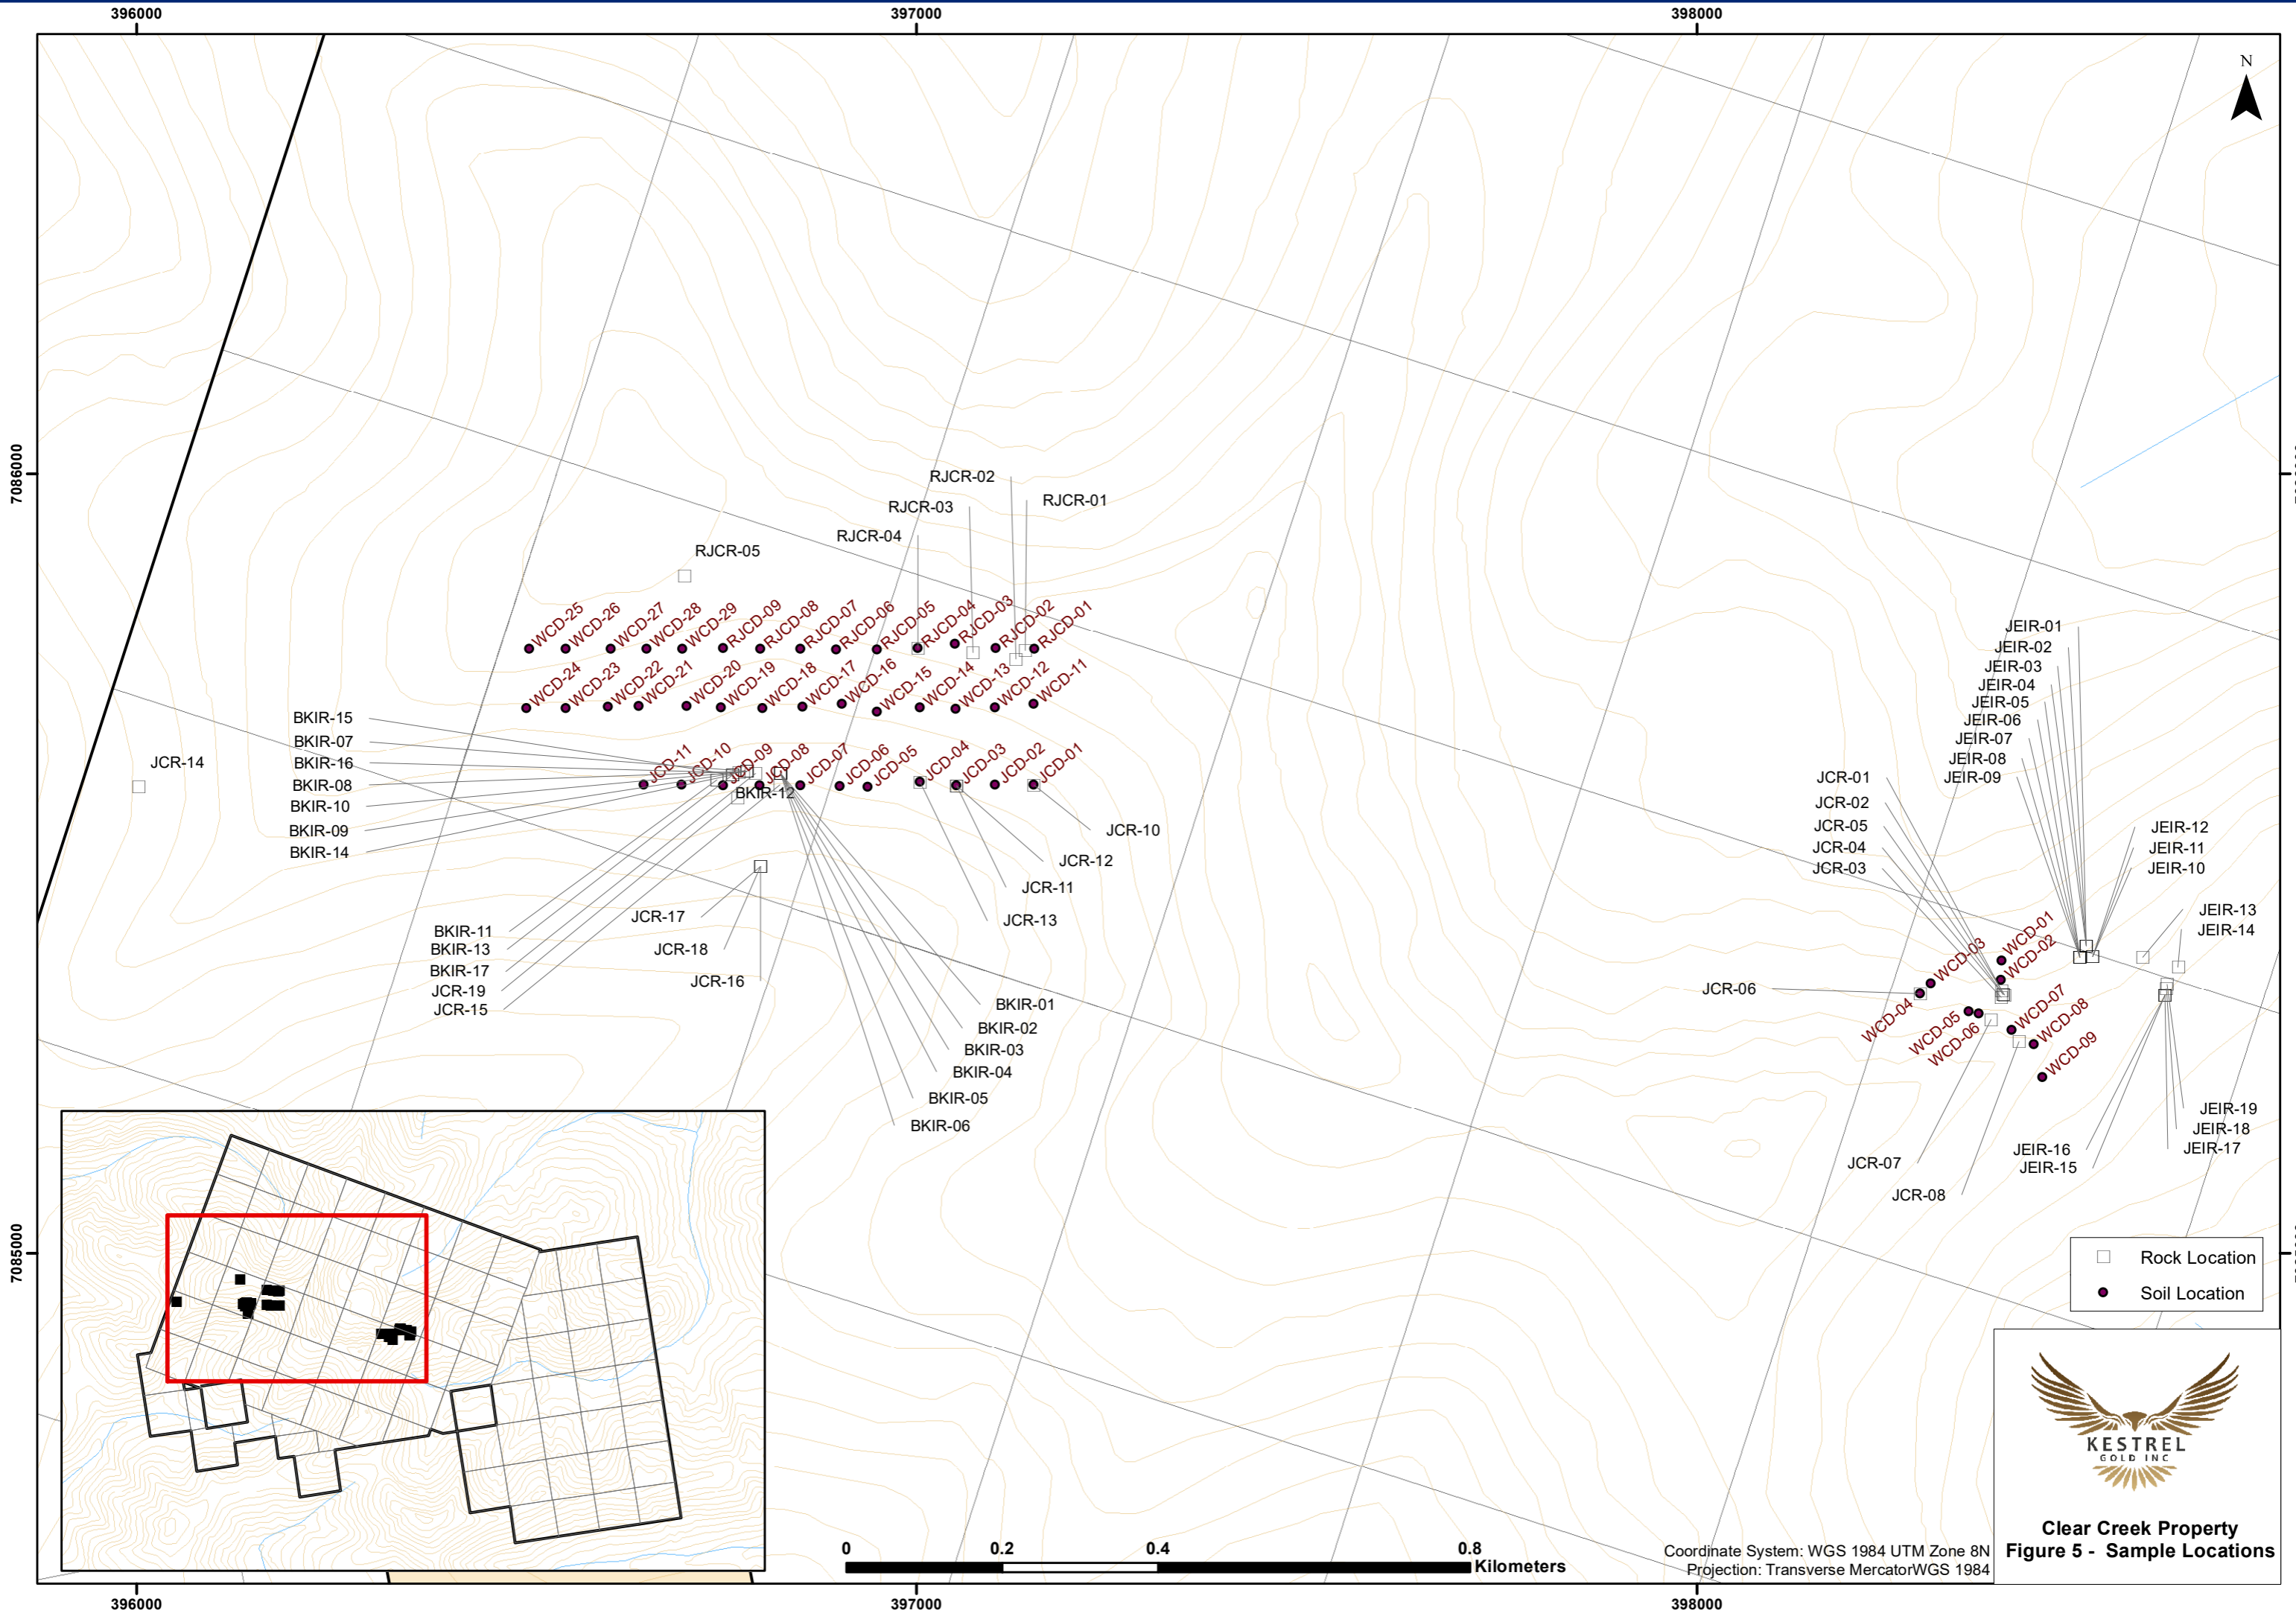 396000
397000
398000
N
7086000
RJCR-02
RJCR-01
RJCR-03
RJCR-04
RJCR-05
WCD-25
WCD-26
WCD-27
WCD-28
WCD-29
RJCD-09
RJCD-08
RJCD-07
RJCD-06
RJCD-05
RJCD-04
RJCD-03
RJCD-02
RJCD-01
WCD-24
WCD-23
WCD-22
WCD-21
WCD-20
WCD-19
WCD-18
WCD-17
WCD-16
WCD-15
WCD-14
WCD-13
WCD-12
WCD-11
JCD-11
JCD-10
JCD-09
JCD-08
JCD-07
JCD-06
JCD-05
JCD-04
JCD-03
JCD-02
JCD-01
BKIR-15
BKIR-07
BKIR-16
BKIR-08
BKIR-10
BKIR-09
BKIR-14
BKIR-12
JCR-14
JCR-10
JCR-12
JCR-11
JCR-13
JCR-17
JCR-18
JCR-16
BKIR-11
BKIR-13
BKIR-17
JCR-19
JCR-15
BKIR-01
BKIR-02
BKIR-03
BKIR-04
BKIR-05
BKIR-06
JEIR-01
JEIR-02
JEIR-03
JEIR-04
JEIR-05
JEIR-06
JEIR-07
JEIR-08
JEIR-09
JCR-01
JCR-02
JCR-05
JCR-04
JCR-03
JEIR-12
JEIR-11
JEIR-10
JEIR-13
JEIR-14
JCR-06
WCD-01
WCD-02
WCD-03
WCD-04
WCD-05
WCD-06
WCD-07
WCD-08
WCD-09
JCR-07
JCR-08
JEIR-19
JEIR-18
JEIR-17
JEIR-16
JEIR-15
7085000
Rock Location
Soil Location
KESTREL
GOLD INC
Clear Creek Property
Figure 5 - Sample Locations
0 0.2 0.4 0.8
Kilometers
Coordinate System: WGS 1984 UTM Zone 8N
Projection: Transverse MercatorWGS 1984
396000
397000
398000